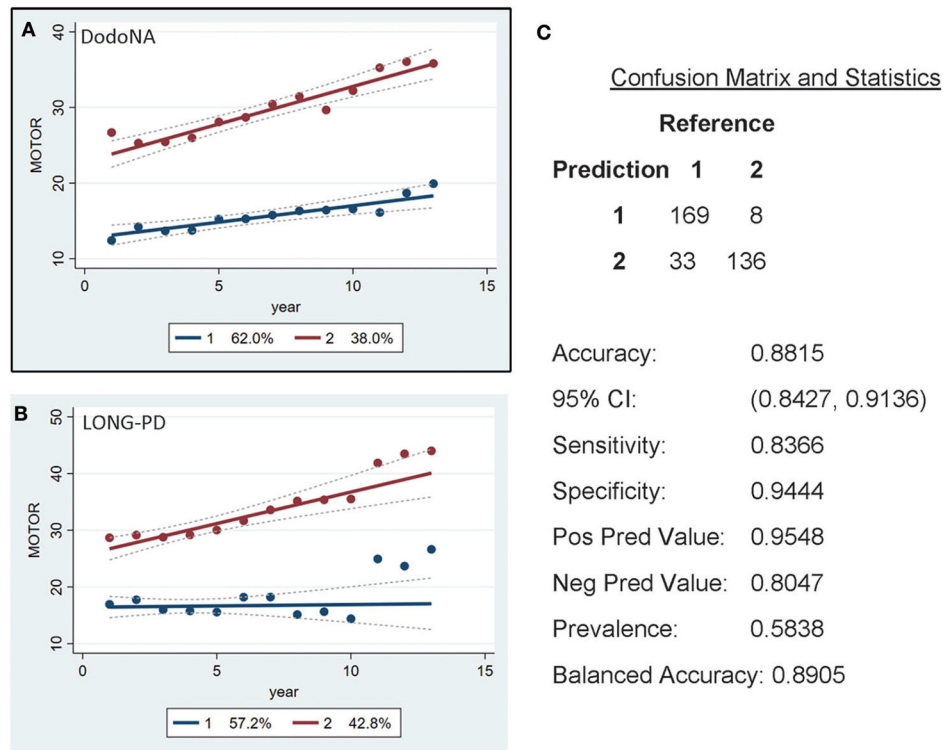 A
DodoNA
40
30
20
10
MOTOR
0 5 10 15
year
1 62.0% 2 38.0%
B
LONG-PD
50
40
30
20
10
MOTOR
0 5 10 15
year
1 57.2% 2 42.8%
C
Confusion Matrix and Statistics
Reference
Prediction 1 2
1 169 8
2 33 136
Accuracy: 0.8815
95% CI: (0.8427, 0.9136)
Sensitivity: 0.8366
Specificity: 0.9444
Pos Pred Value: 0.9548
Neg Pred Value: 0.8047
Prevalence: 0.5838
Balanced Accuracy: 0.8905